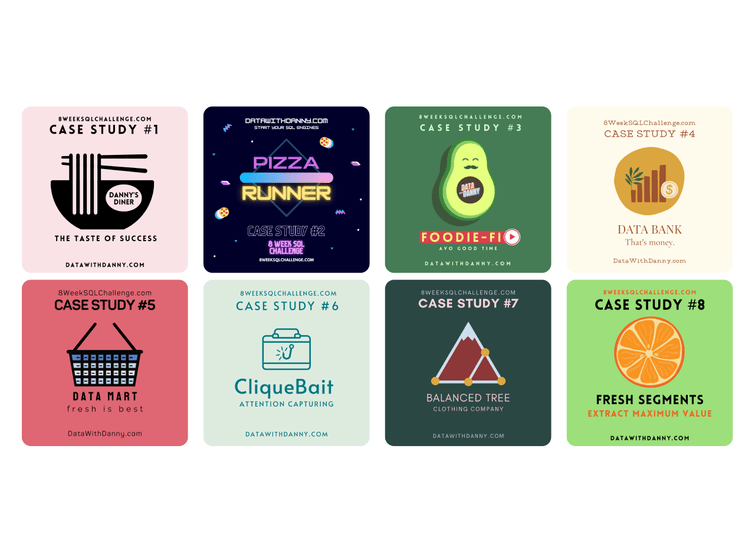 8WEEKSQLCHALLENGE.COM
CASE STUDY #1
DANNY'S
DINER
THE TASTE OF SUCCESS
DATAWITHDANNY.COM
DATAWITHDANNY.COM
START YOUR SQL ENGINES
PIZZA
RUNNER
CASE STUDY #2
8 WEEK SQL
CHALLENGE
8WEEKSQLCHALLENGE.COM
8WEEKSQLCHALLENGE.COM
CASE STUDY #3
DATA
WITH
DANNY
FOODIE-FI
AVO GOOD TIME
DATAWITHDANNY.COM
8WeekSQLChallenge.com
CASE STUDY #4
$
DATA BANK
That's money.
DataWithDanny.com
8WeekSQLChallenge.com
CASE STUDY #5
DATA MART
fresh is best
DataWithDanny.com
8WEEKSQLCHALLENGE.COM
CASE STUDY #6
CliqueBait
ATTENTION CAPTURING
DATAWITHDANNY.COM
8WEEKSQLCHALLENGE.COM
CASE STUDY #7
BALANCED TREE
CLOTHING COMPANY
DATAWITHDANNY.COM
8WEEKSQLCHALLENGE.COM
CASE STUDY #8
FRESH SEGMENTS
EXTRACT MAXIMUM VALUE
DATAWITHDANNY.COM